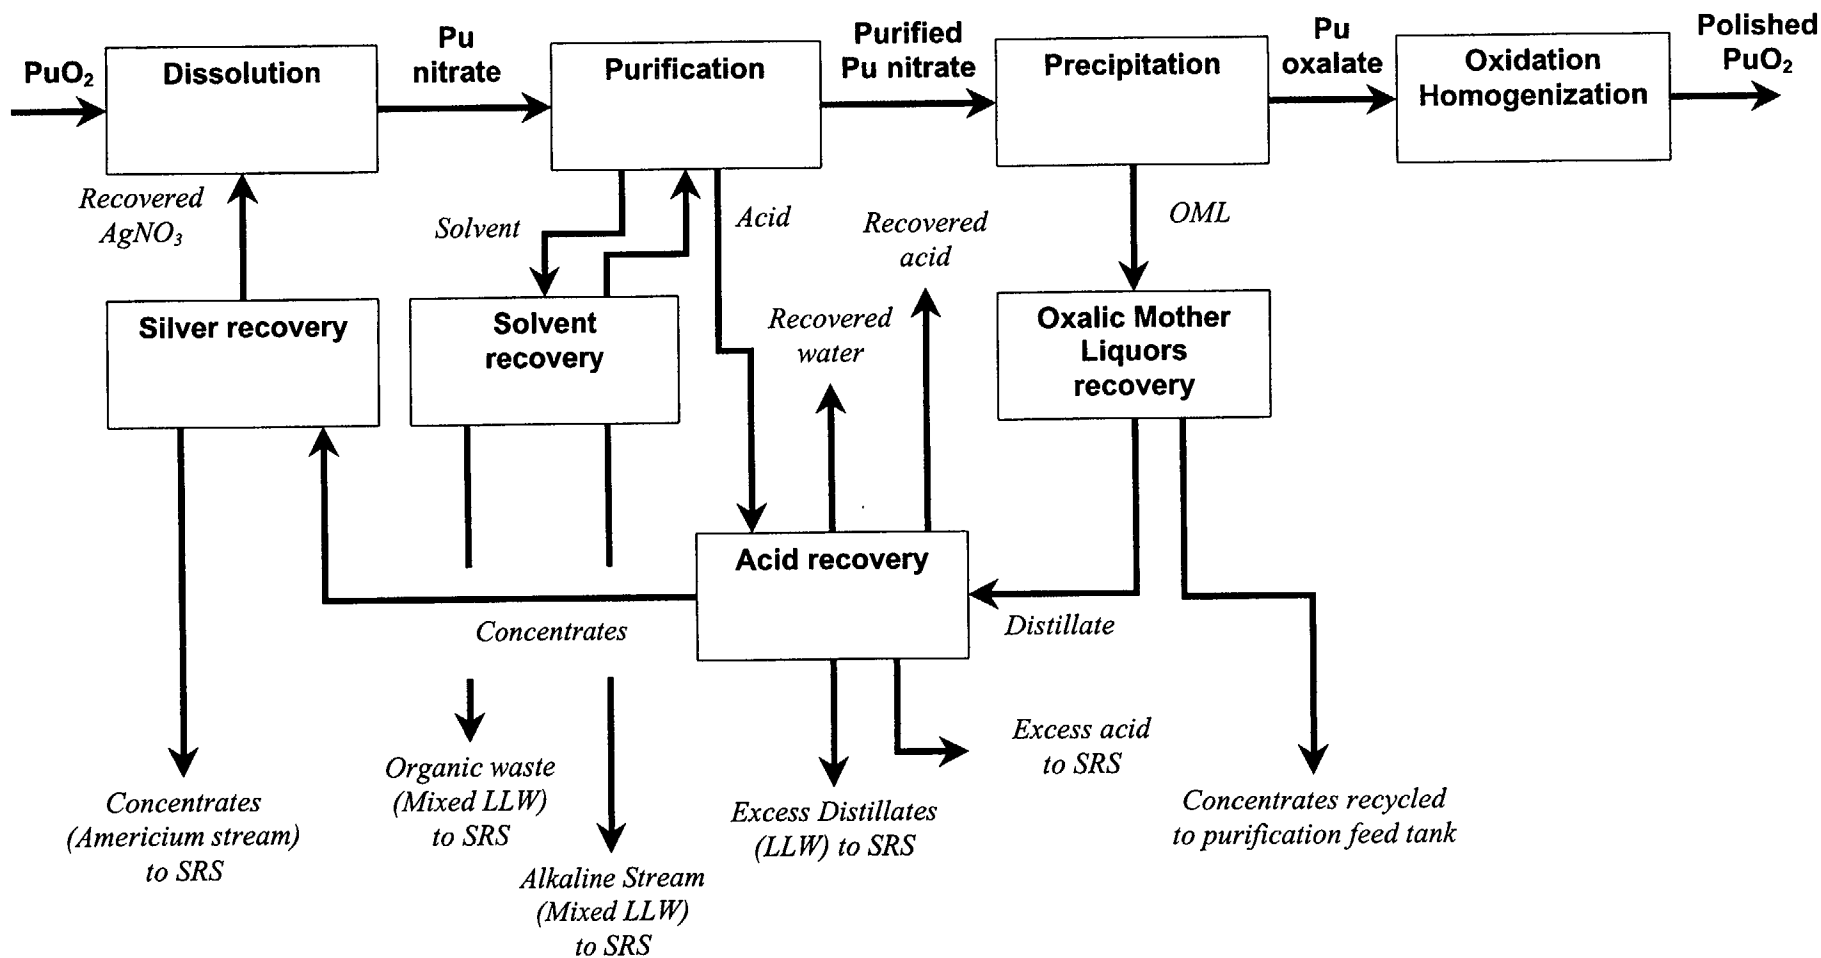 PuO₂
Dissolution
Pu
nitrate
Purification
Purified
Pu nitrate
Precipitation
Pu
oxalate
Oxidation
Homogenization
Polished
PuO₂
Recovered
AgNO₃
Solvent
Acid
Recovered
acid
OML
Silver recovery
Solvent
recovery
Recovered
water
Oxalic Mother
Liquors
recovery
Acid recovery
Concentrates
Distillate
Concentrates
(Americium stream)
to SRS
Organic waste
(Mixed LLW)
to SRS
Alkaline Stream
(Mixed LLW)
to SRS
Excess Distillates
(LLW) to SRS
Excess acid
to SRS
Concentrates recycled
to purification feed tank